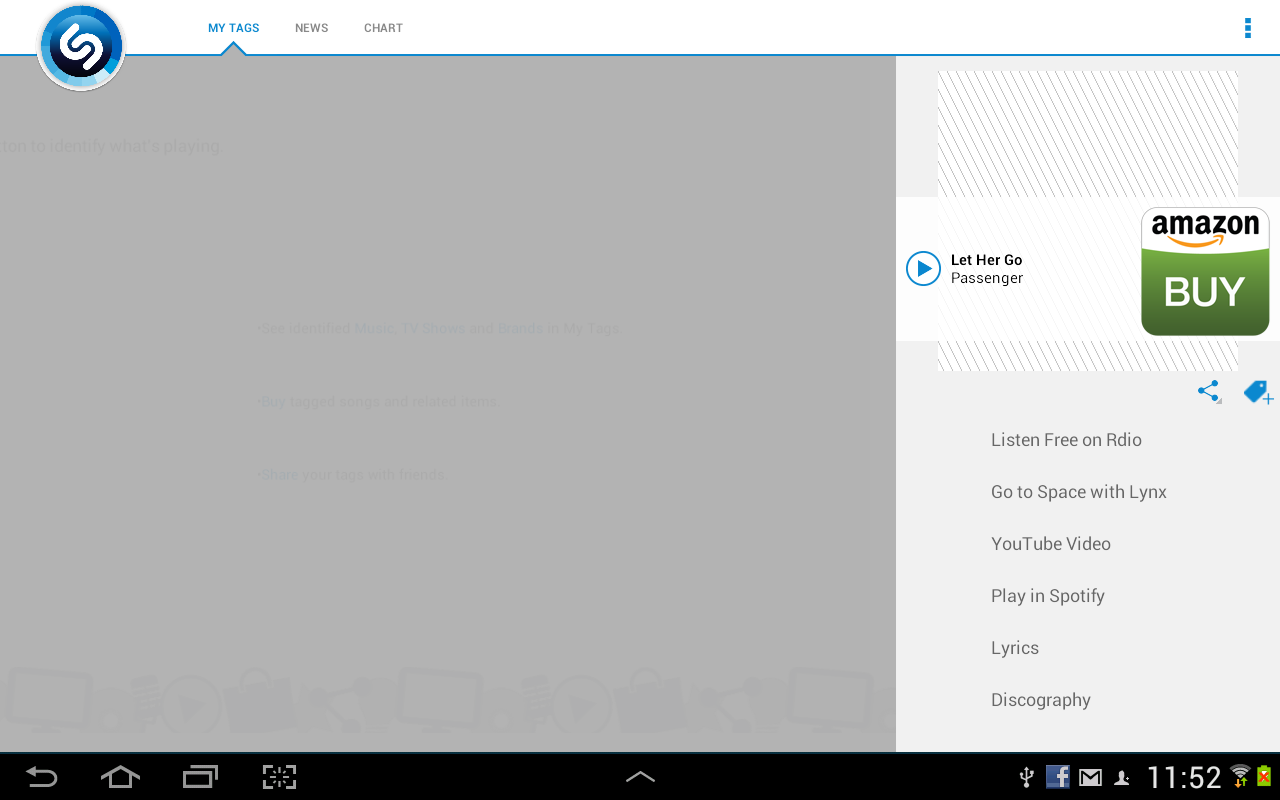 MY TAGS
NEWS
CHART
tton to identify what's playing.
•See identified Music, TV Shows and Brands in My Tags
•Buy tagged songs and related items
•Share your tags with friends
Let Her Go
Passenger
amazon
BUY
Listen Free on Rdio
Go to Space with Lynx
YouTube Video
Play in Spotify
Lyrics
Discography
11:52